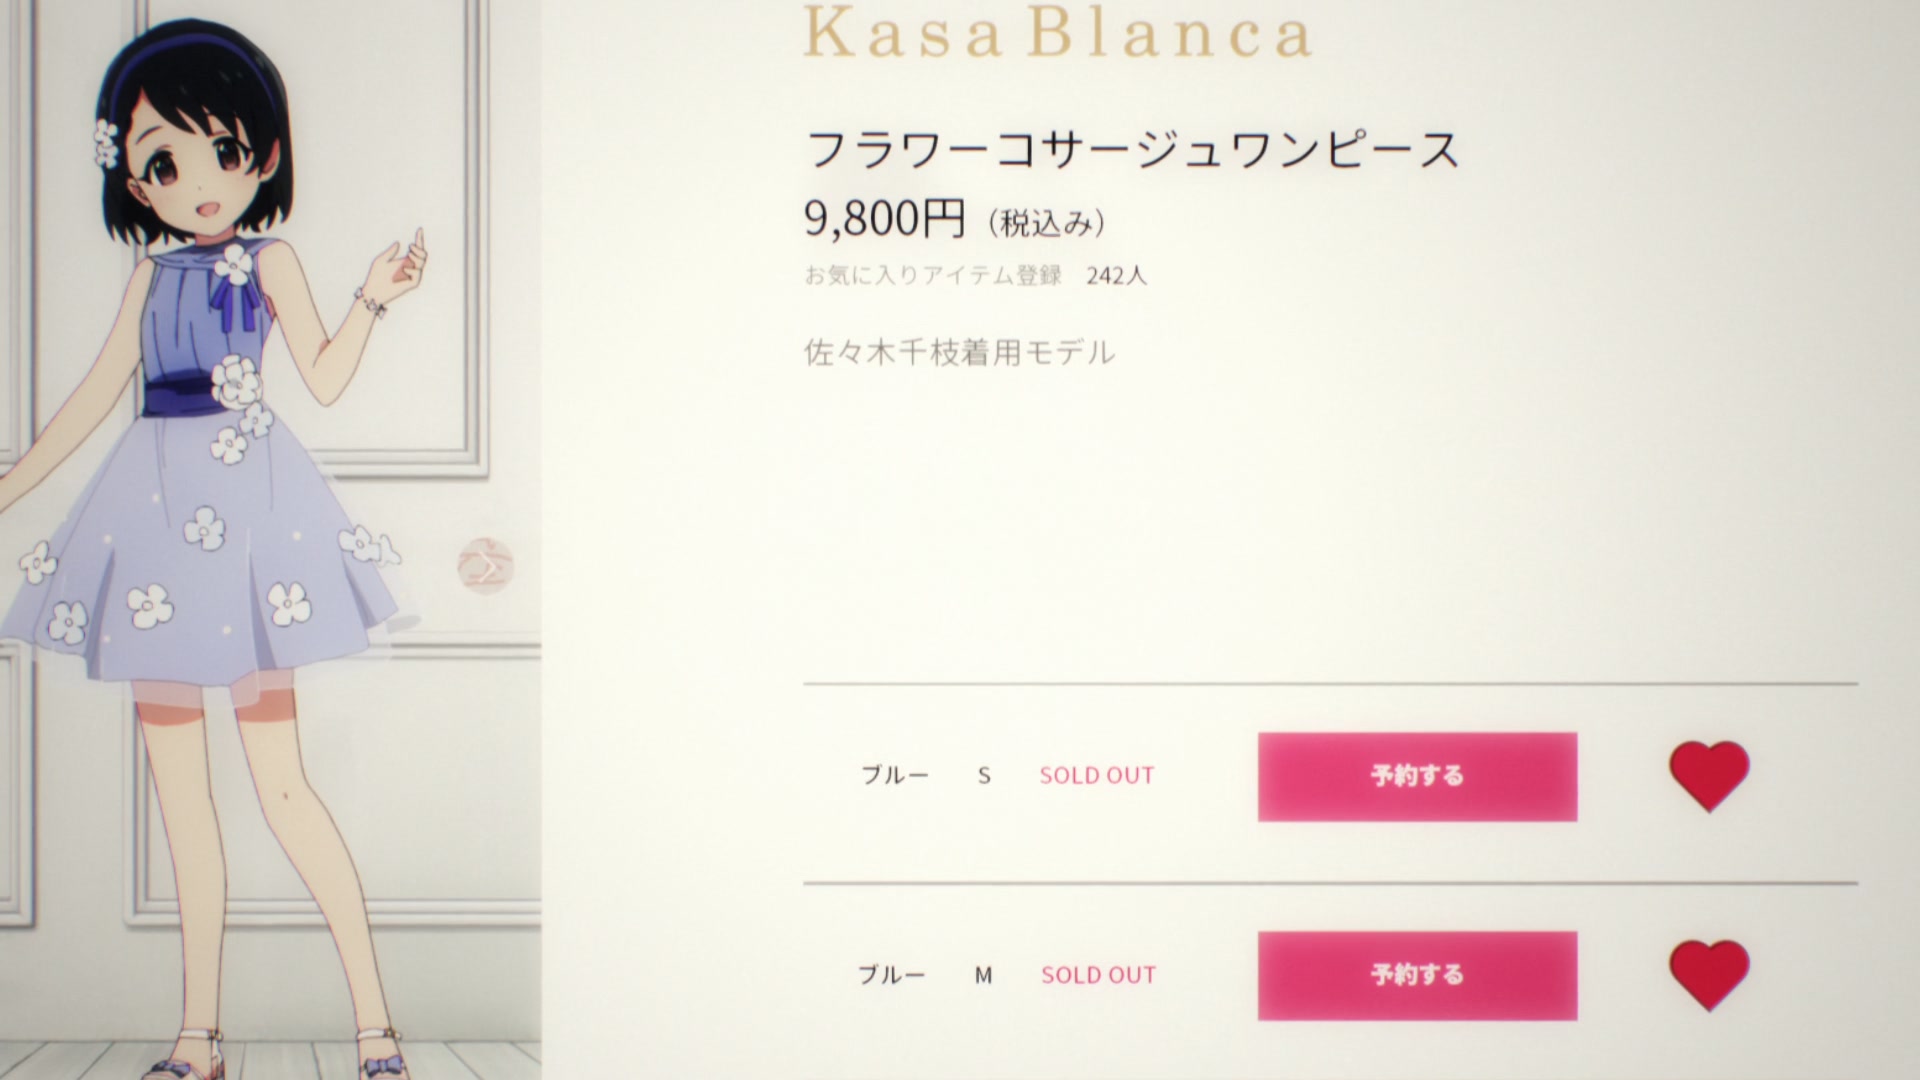 Kasa Blanca
フラワーコサージュワンピース
9,800円 (税込み)
お気に入りアイテム登録 242人
佐々木千枝着用モデル
ブルー S SOLD OUT 予約する
ブルー M SOLD OUT 予約する